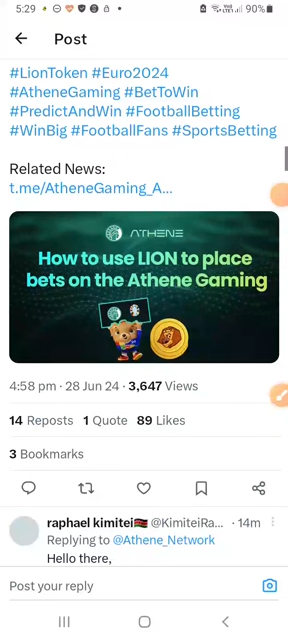 5:29
90%
Post
#LionToken #Euro2024
#AtheneGaming #BetToWin
#PredictAndWin #FootballBetting
#WinBig #FootballFans #SportsBetting
Related News:
t.me/AtheneGaming_A...
ATHENE
How to use LION to place
bets on the Athene Gaming
4:58 pm · 28 Jun 24 · 3,647 Views
14 Reposts 1 Quote 89 Likes
3 Bookmarks
raphael kimitei🇰🇪 @KimiteiRa... · 14m
Replying to @Athene_Network
Hello there,
Post your reply